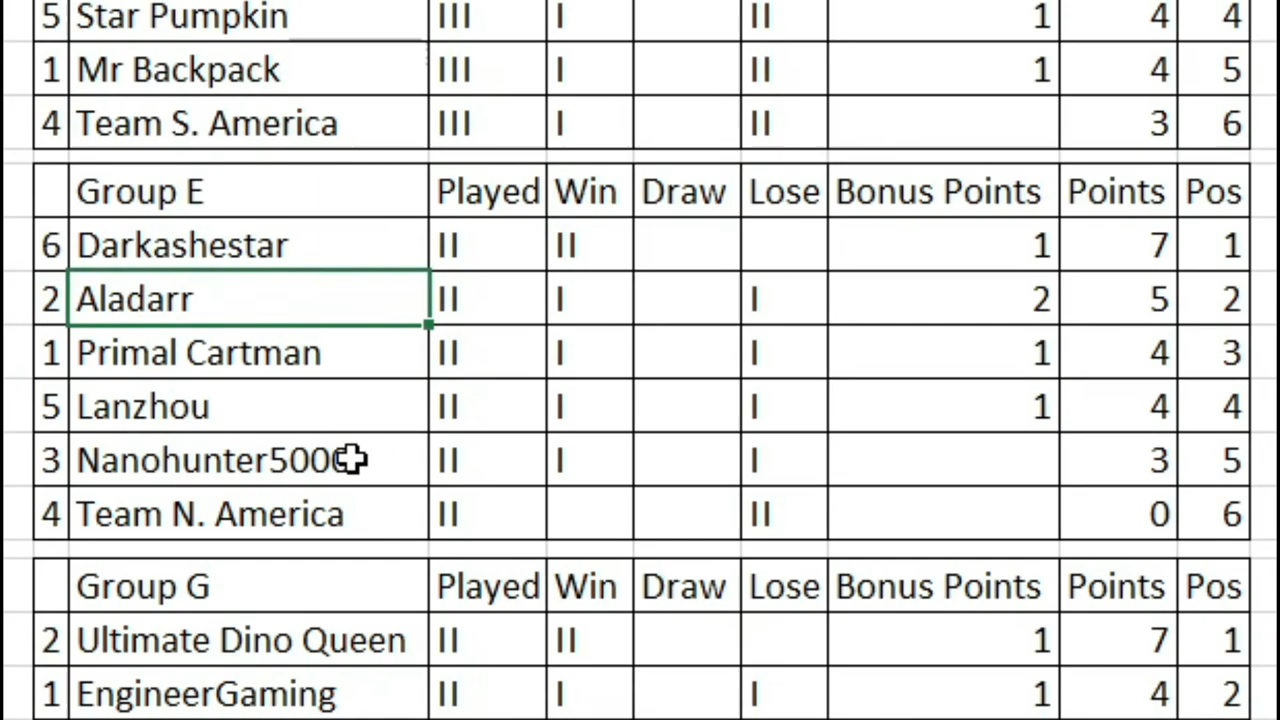 5 Star Pumpkin III I II 1 4 4
1 Mr Backpack III I II 1 4 5
4 Team S. America III I II 3 6
Group E Played Win Draw Lose Bonus Points Points Pos
6 Darkashestar II II 1 7 1
2 Aladarr II I I 2 5 2
1 Primal Cartman II I I 1 4 3
5 Lanzhou II I I 1 4 4
3 II I I 3 5
4 Team N. America II II 0 6
Group G Played Win Draw Lose Bonus Points Points Pos
2 Ultimate Dino Queen II II 1 7 1
1 EngineerGaming II I I 1 4 2